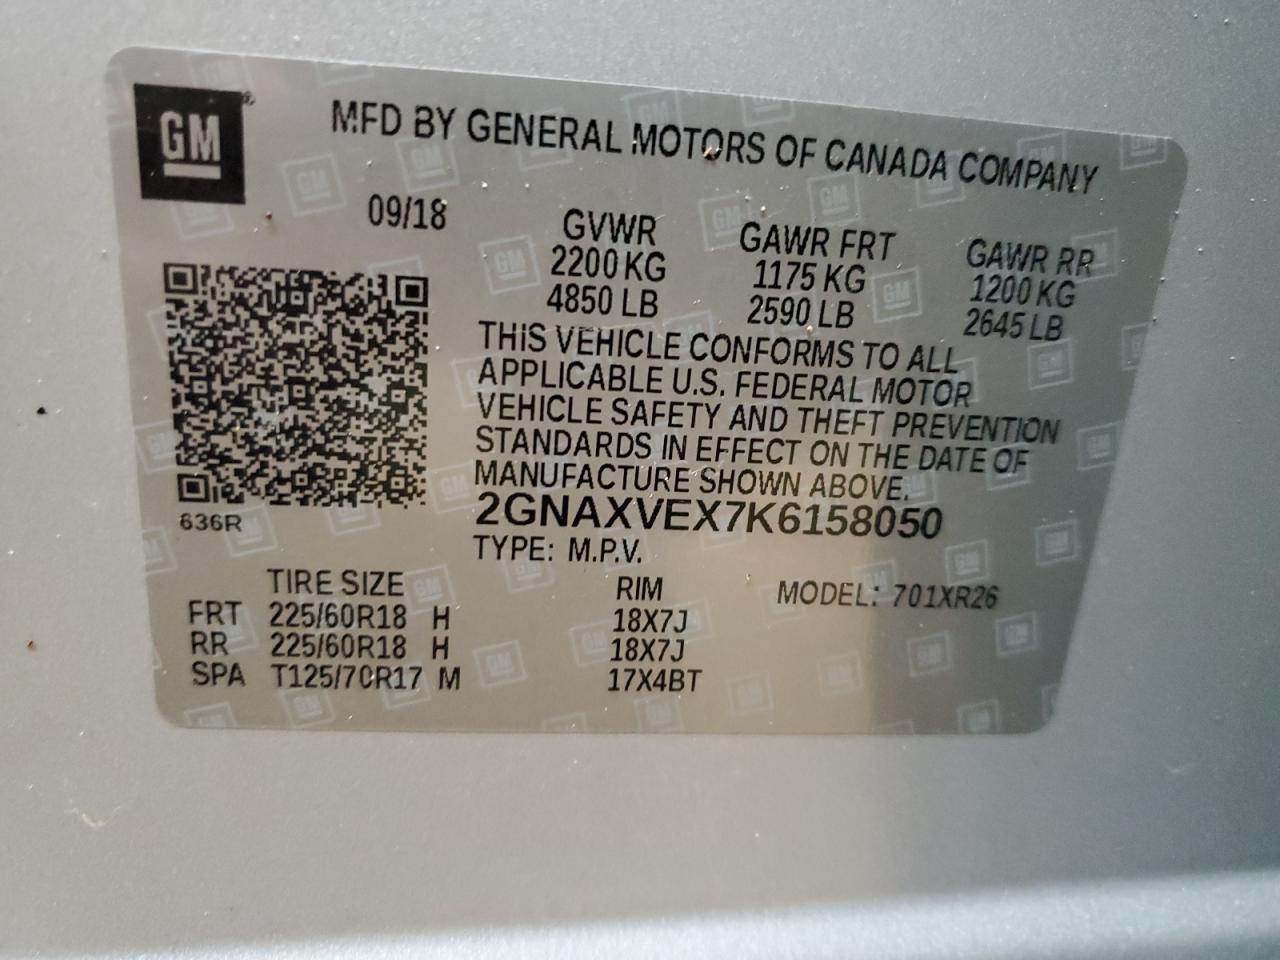 GM
MFD BY GENERAL MOTORS OF CANADA COMPANY
09/18
GVWR
2200 KG
4850 LB
GAWR FRT
1175 KG
2590 LB
GAWR RR
1200 KG
2645 LB
THIS VEHICLE CONFORMS TO ALL
APPLICABLE U.S. FEDERAL MOTOR
VEHICLE SAFETY AND THEFT PREVENTION
STANDARDS IN EFFECT ON THE DATE OF
MANUFACTURE SHOWN ABOVE.
2GNAXVEX7K6158050
636R
TYPE: M.P.V.
MODEL: 701XR26
TIRE SIZE RIM
FRT 225/60R18 H 18X7J
RR 225/60R18 H 18X7J
SPA T125/70R17 M 17X4BT